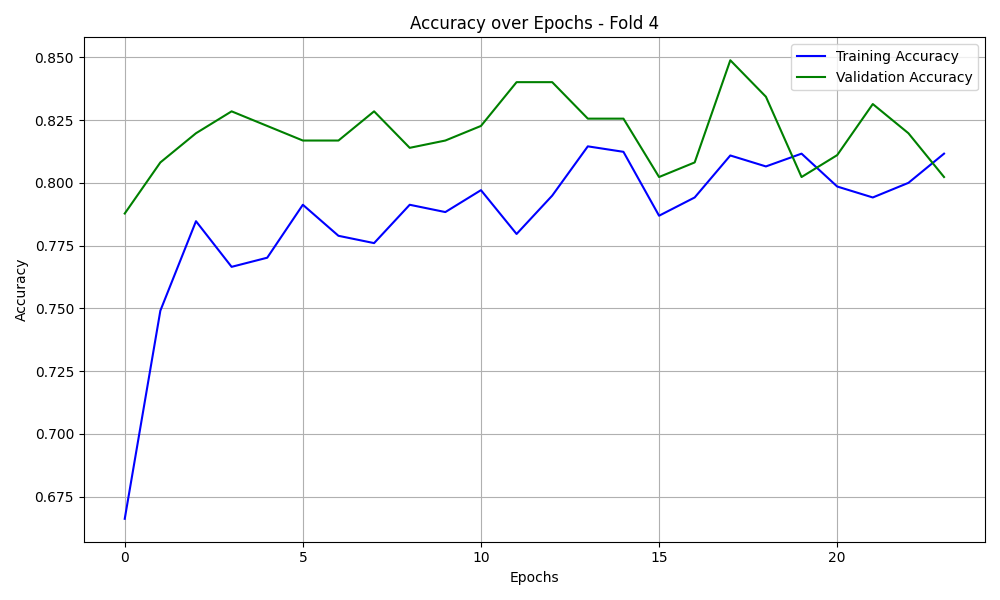 Accuracy over Epochs - Fold 4
Training Accuracy
Validation Accuracy
0.850
0.825
0.800
0.775
0.750
0.725
0.700
0.675
Accuracy
0 5 10 15 20
Epochs